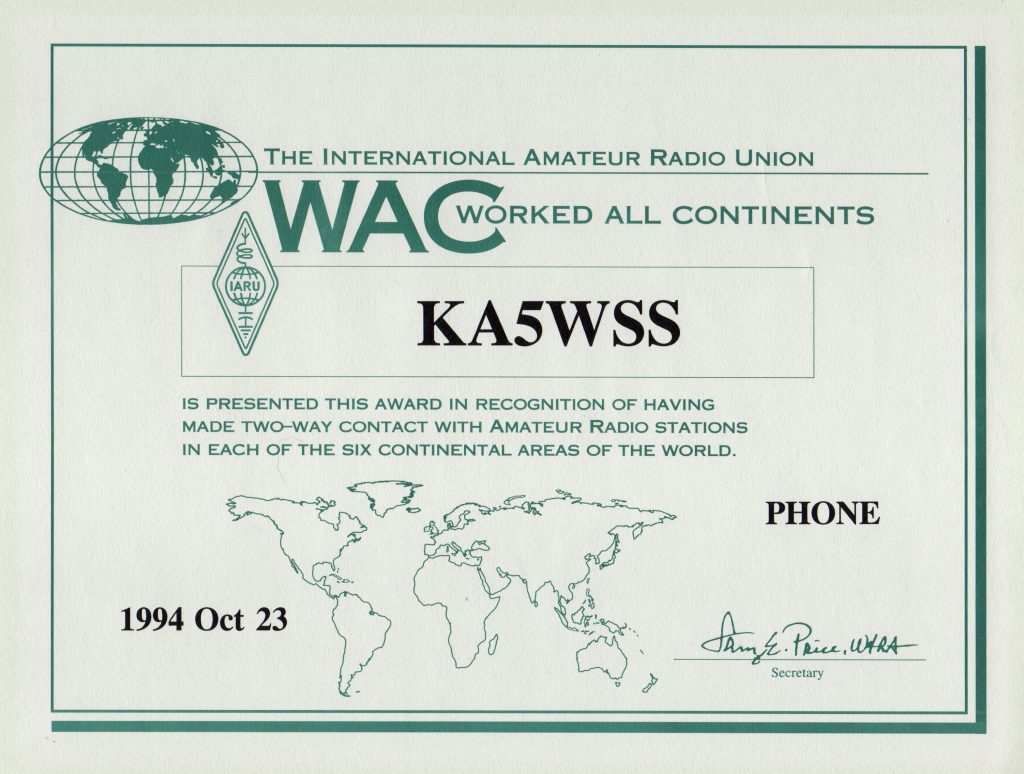 The International Amateur Radio Union
WAC WORKED ALL CONTINENTS
IARU
KA5WSS
IS PRESENTED THIS AWARD IN RECOGNITION OF HAVING
MADE TWO-WAY CONTACT WITH AMATEUR RADIO STATIONS
IN EACH OF THE SIX CONTINENTAL AREAS OF THE WORLD.
PHONE
1994 Oct 23
E. Price,
Secretary